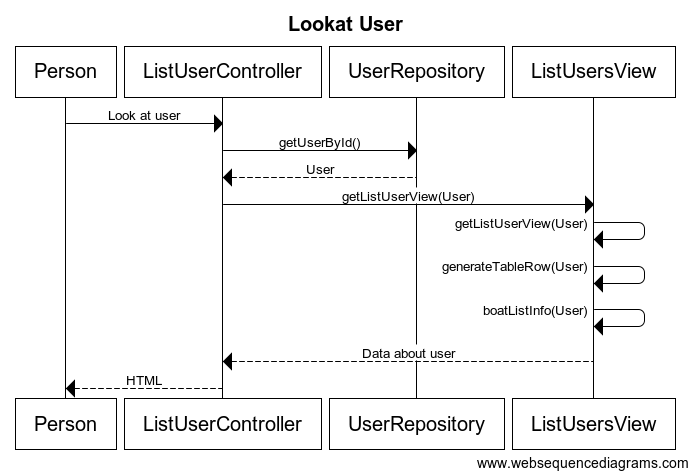 Lookat User
Person ListUserController UserRepository ListUsersView
Look at user
getUserById()
User
getListUserView(User)
getListUserView(User)
generateTableRow(User)
boatListInfo(User)
Data about user
HTML
Person ListUserController UserRepository ListUsersView
www.websequencediagrams.com